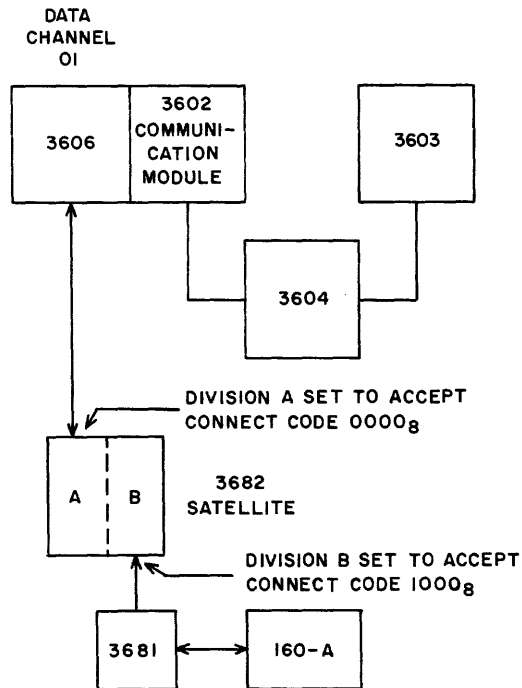 DATA
CHANNEL
01
3606
3602
COMMUNI-
CATION
MODULE
3603
3604
DIVISION A SET TO ACCEPT
CONNECT CODE 0000₈
A
B
3682
SATELLITE
DIVISION B SET TO ACCEPT
CONNECT CODE 1000₈
3681
160-A